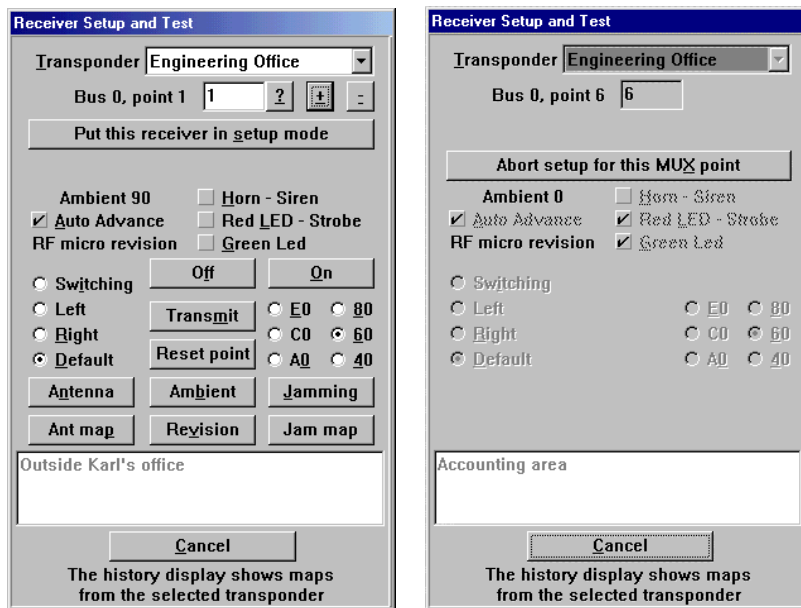 Receiver Setup and Test
Transponder Engineering Office
Bus 0, point 1 1 ? + -
Put this receiver in setup mode
Ambient 90 Horn - Siren
Auto Advance Red LED - Strobe
RF micro revision Green Led
Switching Off On
Left Transmit E0 80
Right C0 60
Default Reset point A0 40
Antenna Ambient Jamming
Ant map Revision Jam map
Outside Karl's office
Cancel
The history display shows maps
from the selected transponder
Receiver Setup and Test
Transponder Engineering Office
Bus 0, point 6 6
Abort setup for this MUX point
Ambient 0 Horn - Siren
Auto Advance Red LED - Strobe
RF micro revision Green Led
Switching
Left E0 80
Right C0 60
Default A0 40
Accounting area
Cancel
The history display shows maps
from the selected transponder